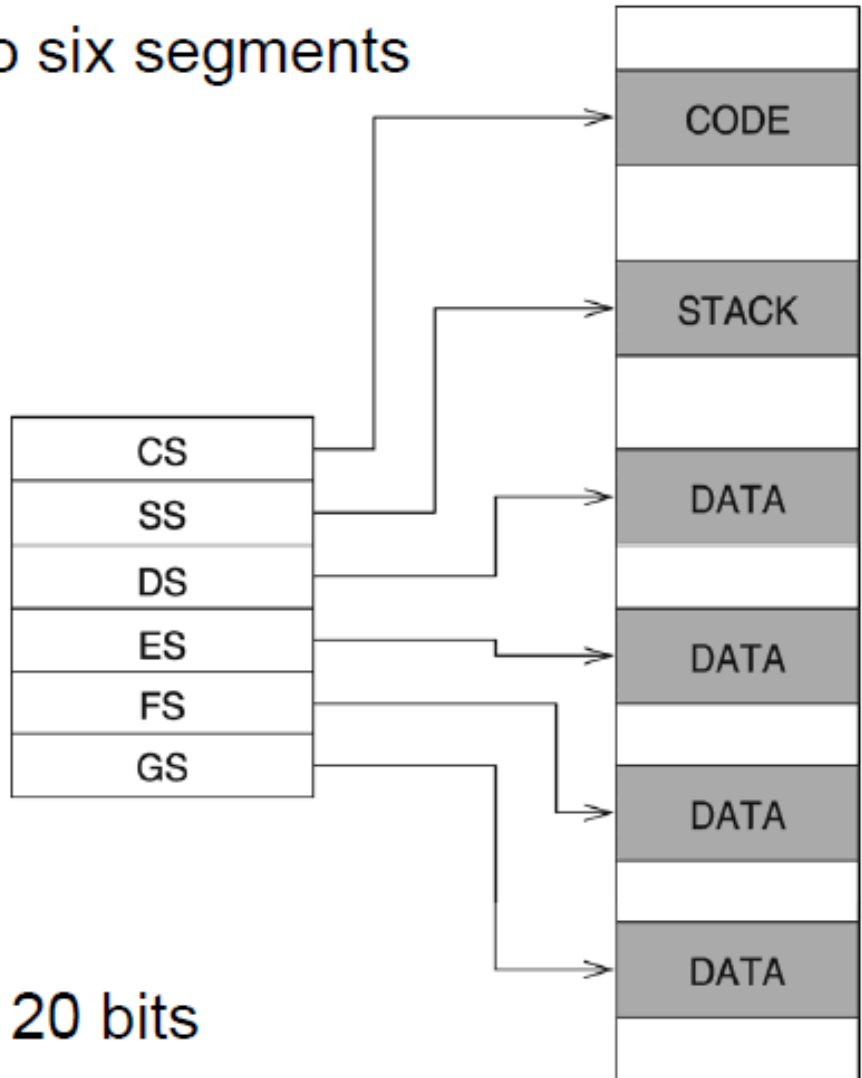 o six segments
CODE
STACK
CS
SS
DS
ES
FS
GS
DATA
DATA
DATA
DATA
20 bits